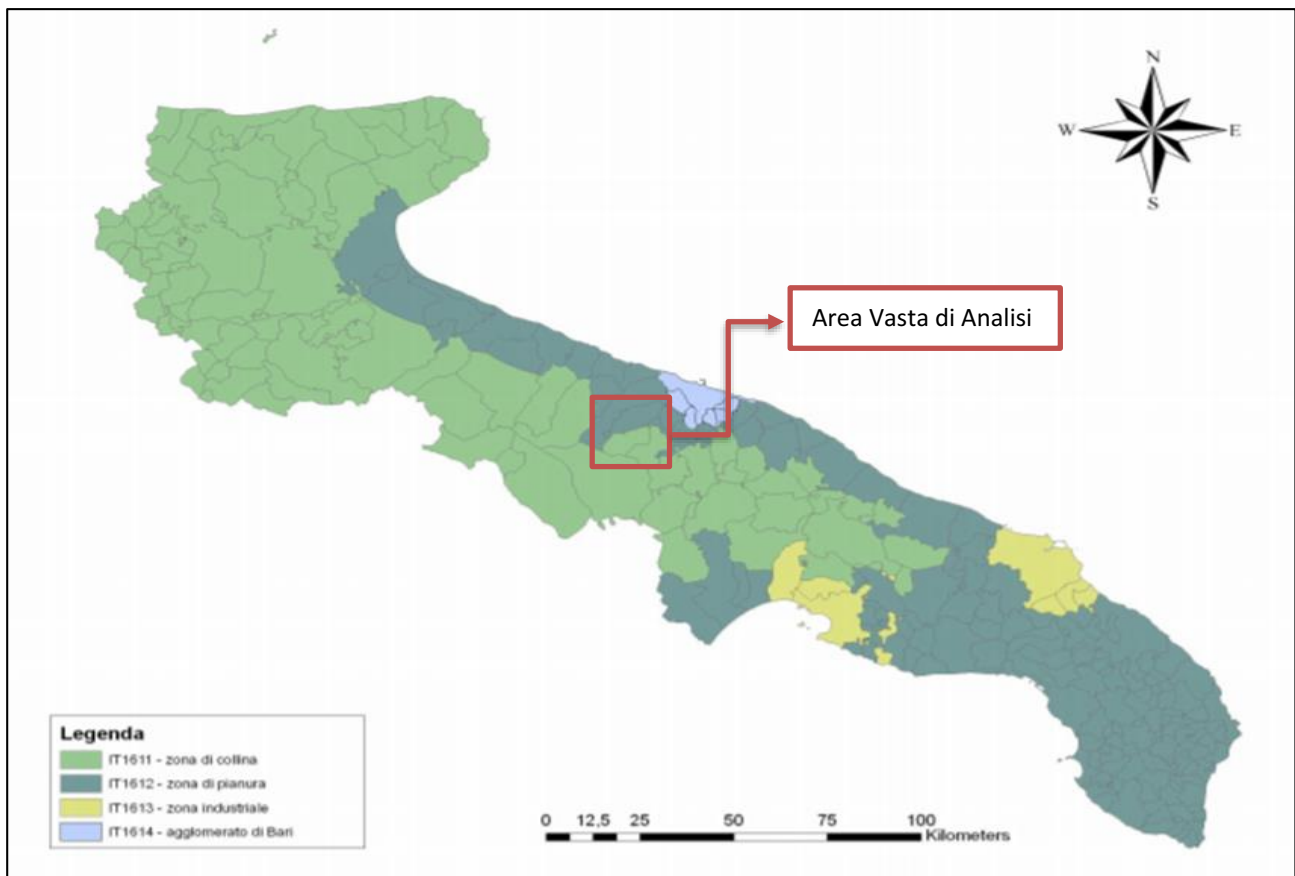 N
W E
S
Area Vasta di Analisi
Legenda
IT1611 - zona di collina
IT1612 - zona di pianura
IT1613 - zona industriale
IT1614 - agglomerato di Bari
0 12,5 25 50 75 100
Kilometers